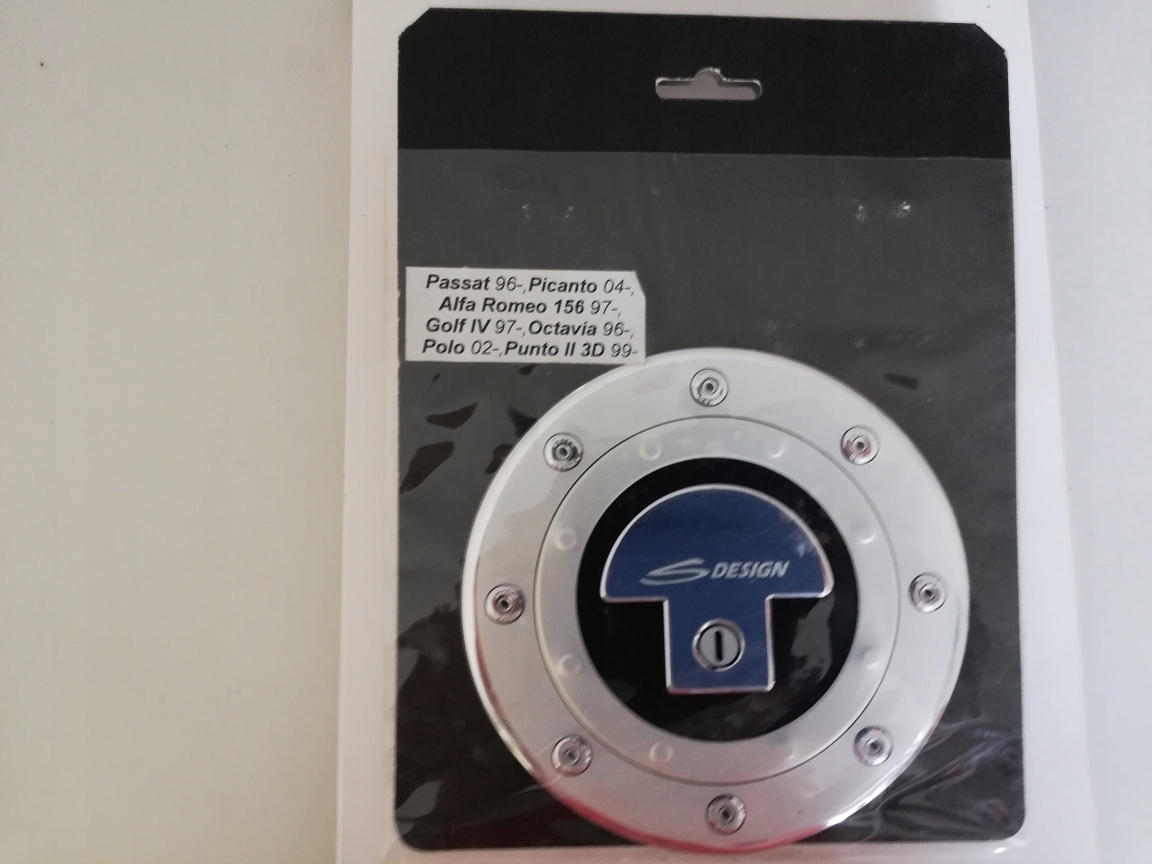 Passat 96-,Picanto 04-,
Alfa Romeo 156 97-,
Golf IV 97-,Octavia 96-,
Polo 02-,Punto II 3D 99-
S DESIGN